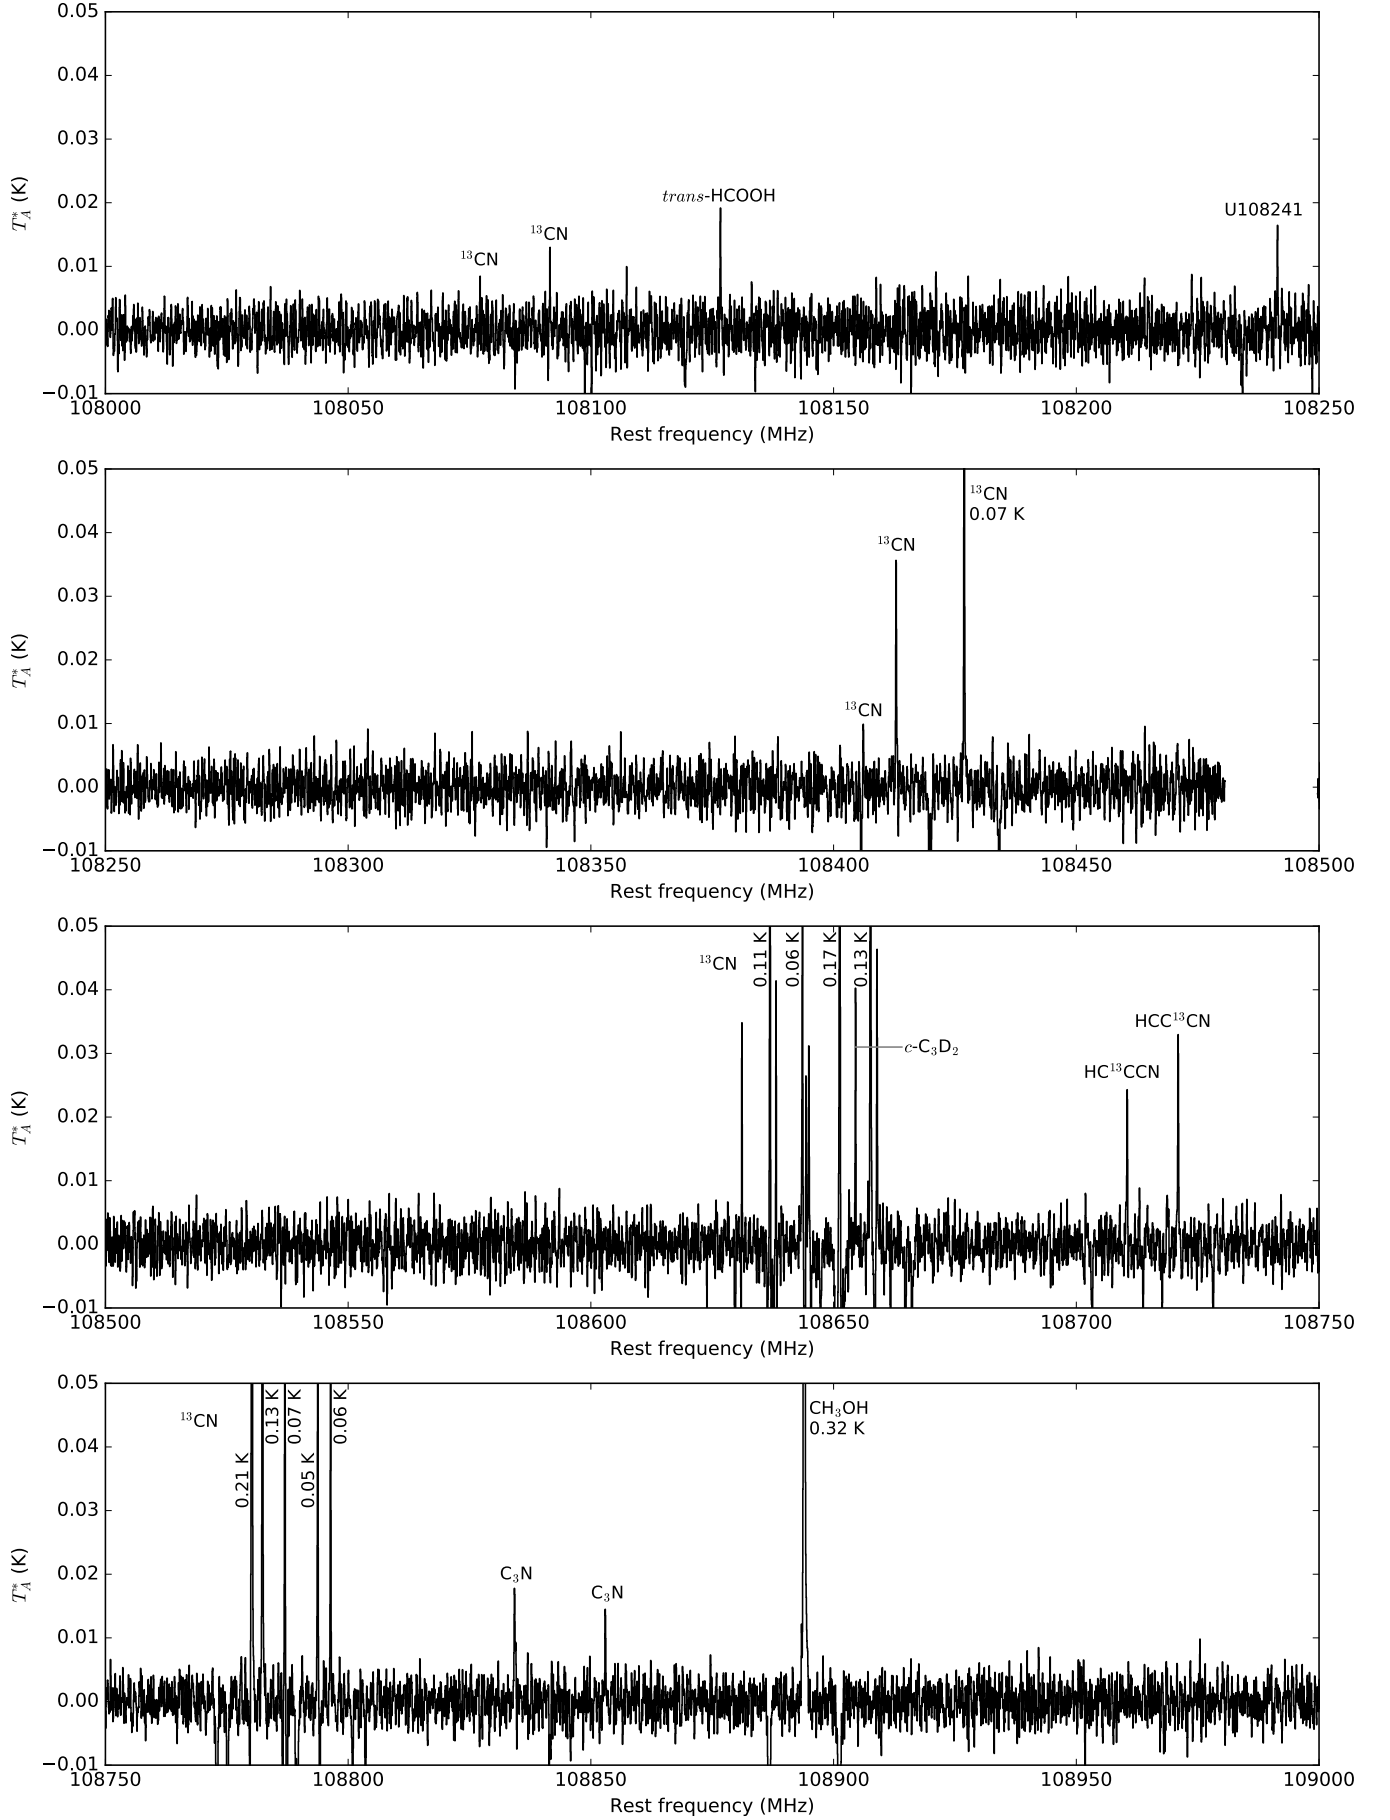 0.05
0.04
0.03
0.02
0.01
0.00
−0.01
T*A (K)
trans-HCOOH
U108241
¹³CN
¹³CN
108000 108050 108100 108150 108200 108250
Rest frequency (MHz)
0.05
0.04
0.03
0.02
0.01
0.00
−0.01
T*A (K)
¹³CN
0.07 K
¹³CN
¹³CN
108250 108300 108350 108400 108450 108500
Rest frequency (MHz)
0.05
0.04
0.03
0.02
0.01
0.00
−0.01
T*A (K)
¹³CN
0.11 K
0.06 K
0.17 K
0.13 K
c-C₃D₂
HCC¹³CN
HC¹³CCN
108500 108550 108600 108650 108700 108750
Rest frequency (MHz)
0.05
0.04
0.03
0.02
0.01
0.00
−0.01
T*A (K)
¹³CN
0.21 K
0.13 K
0.07 K
0.05 K
0.06 K
C₃N
C₃N
CH₃OH
0.32 K
108750 108800 108850 108900 108950 109000
Rest frequency (MHz)